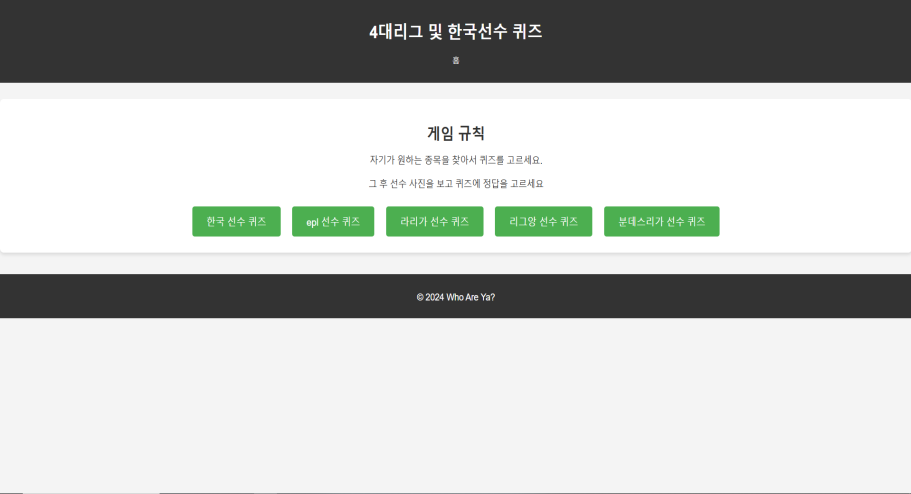 4대리그 및 한국선수 퀴즈
홈
게임 규칙
자기가 원하는 종목을 찾아서 퀴즈를 고르세요.
그 후 선수 사진을 보고 퀴즈에 정답을 고르세요
한국 선수 퀴즈 epl 선수 퀴즈 라리가 선수 퀴즈 리그앙 선수 퀴즈 분데스리가 선수 퀴즈
© 2024 Who Are Ya?